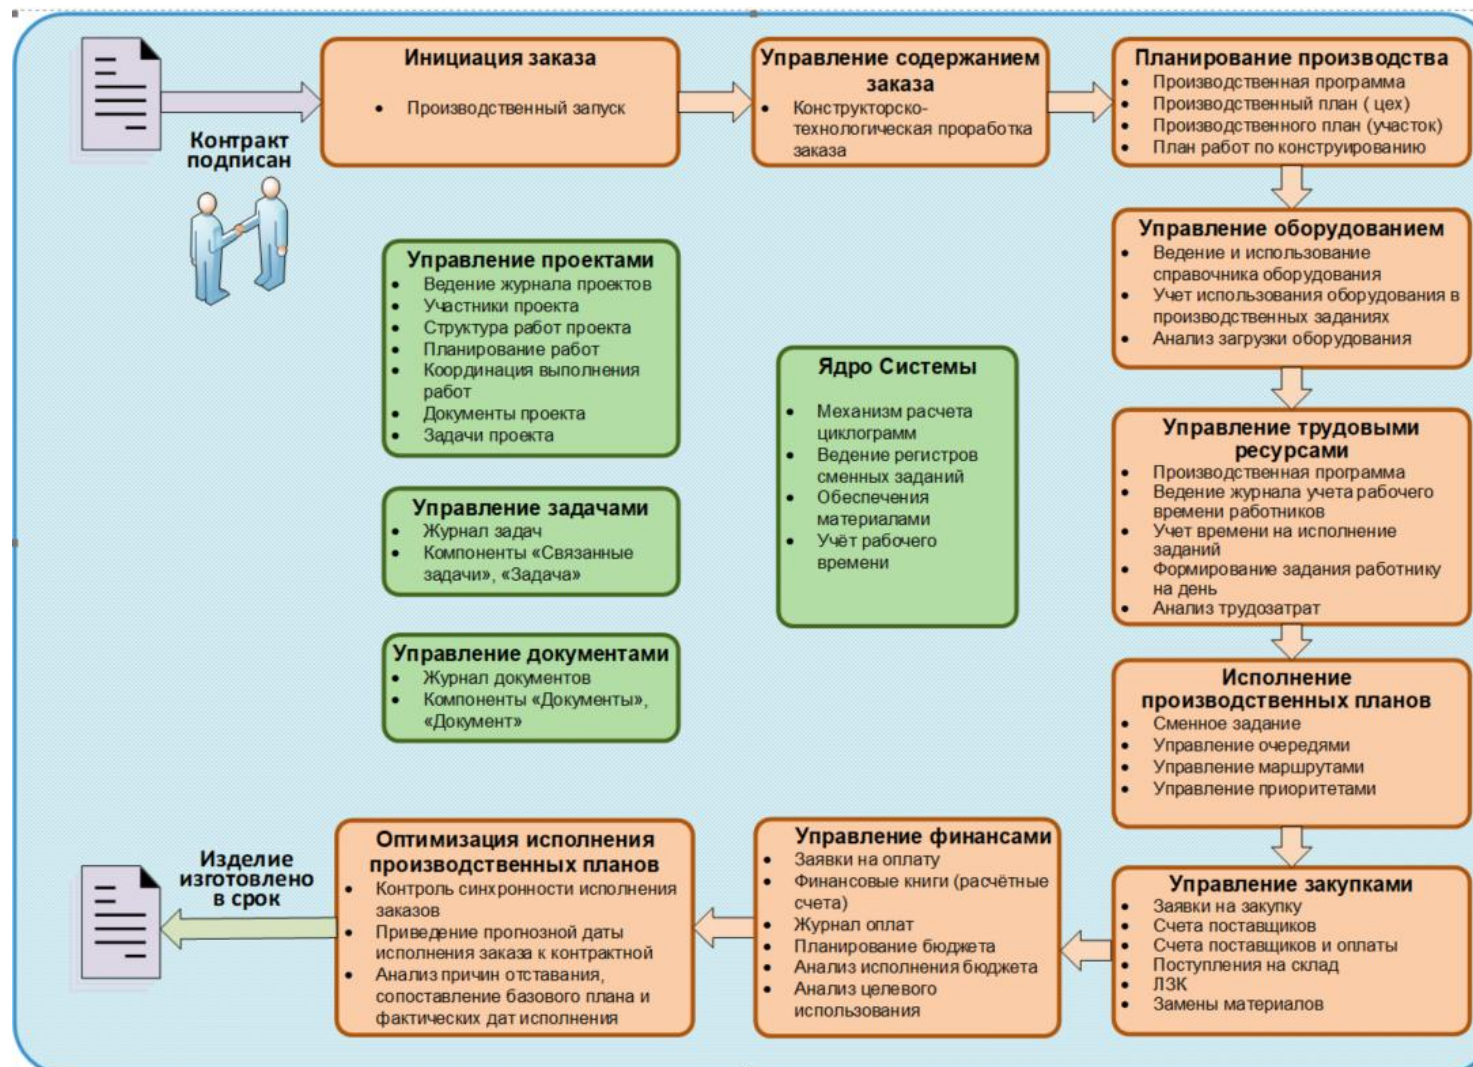 Контракт
подписан
Инициация заказа
Производственный запуск
Управление содержанием
заказа
Конструкторско-
технологическая проработка
заказа
Планирование производства
Производственная программа
Производственный план ( цех)
Производственного план (участок)
План работ по конструированию
Управление оборудованием
Ведение и использование
справочника оборудования
Учет использования оборудования в
производственных заданиях
Анализ загрузки оборудования
Управление проектами
Ведение журнала проектов
Участники проекта
Структура работ проекта
Планирование работ
Координация выполнения
работ
Документы проекта
Задачи проекта
Ядро Системы
Механизм расчета
циклограмм
Ведение регистров
сменных заданий
Обеспечения
материалами
Учёт рабочего
времени
Управление трудовыми
ресурсами
Производственная программа
Ведение журнала учета рабочего
времени работников
Учет времени на исполнение
заданий
Формирование задания работнику
на день
Анализ трудозатрат
Управление задачами
Журнал задач
Компоненты «Связанные
задачи», «Задача»
Управление документами
Журнал документов
Компоненты «Документы»,
«Документ»
Исполнение
производственных планов
Сменное задание
Управление очередями
Управление маршрутами
Управление приоритетами
Управление закупками
Заявки на закупку
Счета поставщиков
Счета поставщиков и оплаты
Поступления на склад
ЛЗК
Замены материалов
Управление финансами
Заявки на оплату
Финансовые книги (расчётные
счета)
Журнал оплат
Планирование бюджета
Анализ исполнения бюджета
Анализ целевого
использования
Оптимизация исполнения
производственных планов
Контроль синхронности исполнения
заказов
Приведение прогнозной даты
исполнения заказа к контрактной
Анализ причин отставания,
сопоставление базового плана и
фактических дат исполнения
Изделие
изготовлено
в срок